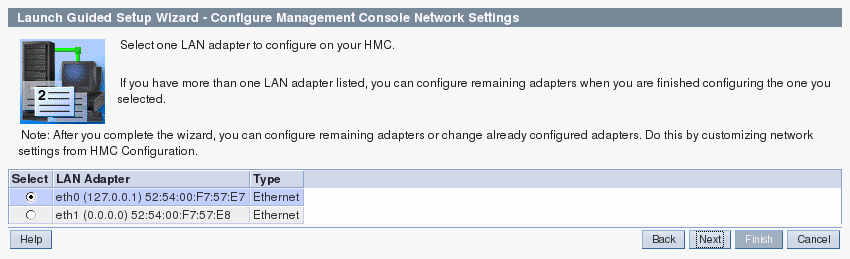 Launch Guided Setup Wizard - Configure Management Console Network Settings
Select one LAN adapter to configure on your HMC.
If you have more than one LAN adapter listed, you can configure remaining adapters when you are finished configuring the one you
selected.
2
Note: After you complete the wizard, you can configure remaining adapters or change already configured adapters. Do this by customizing network
settings from HMC Configuration.
Select LAN Adapter Type
eth0 (127.0.0.1) 52:54:00:F7:57:E7 Ethernet
eth1 (0.0.0.0) 52:54:00:F7:57:E8 Ethernet
Help Back Next Finish Cancel